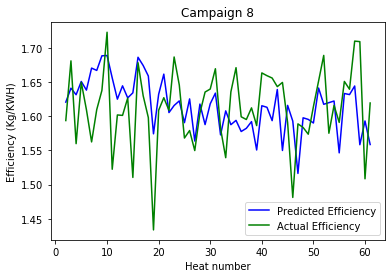 Campaign 8
Efficiency (Kg/KWH)
1.70
1.65
1.60
1.55
1.50
1.45
0 10 20 30 40 50 60
Heat number
Predicted Efficiency
Actual Efficiency